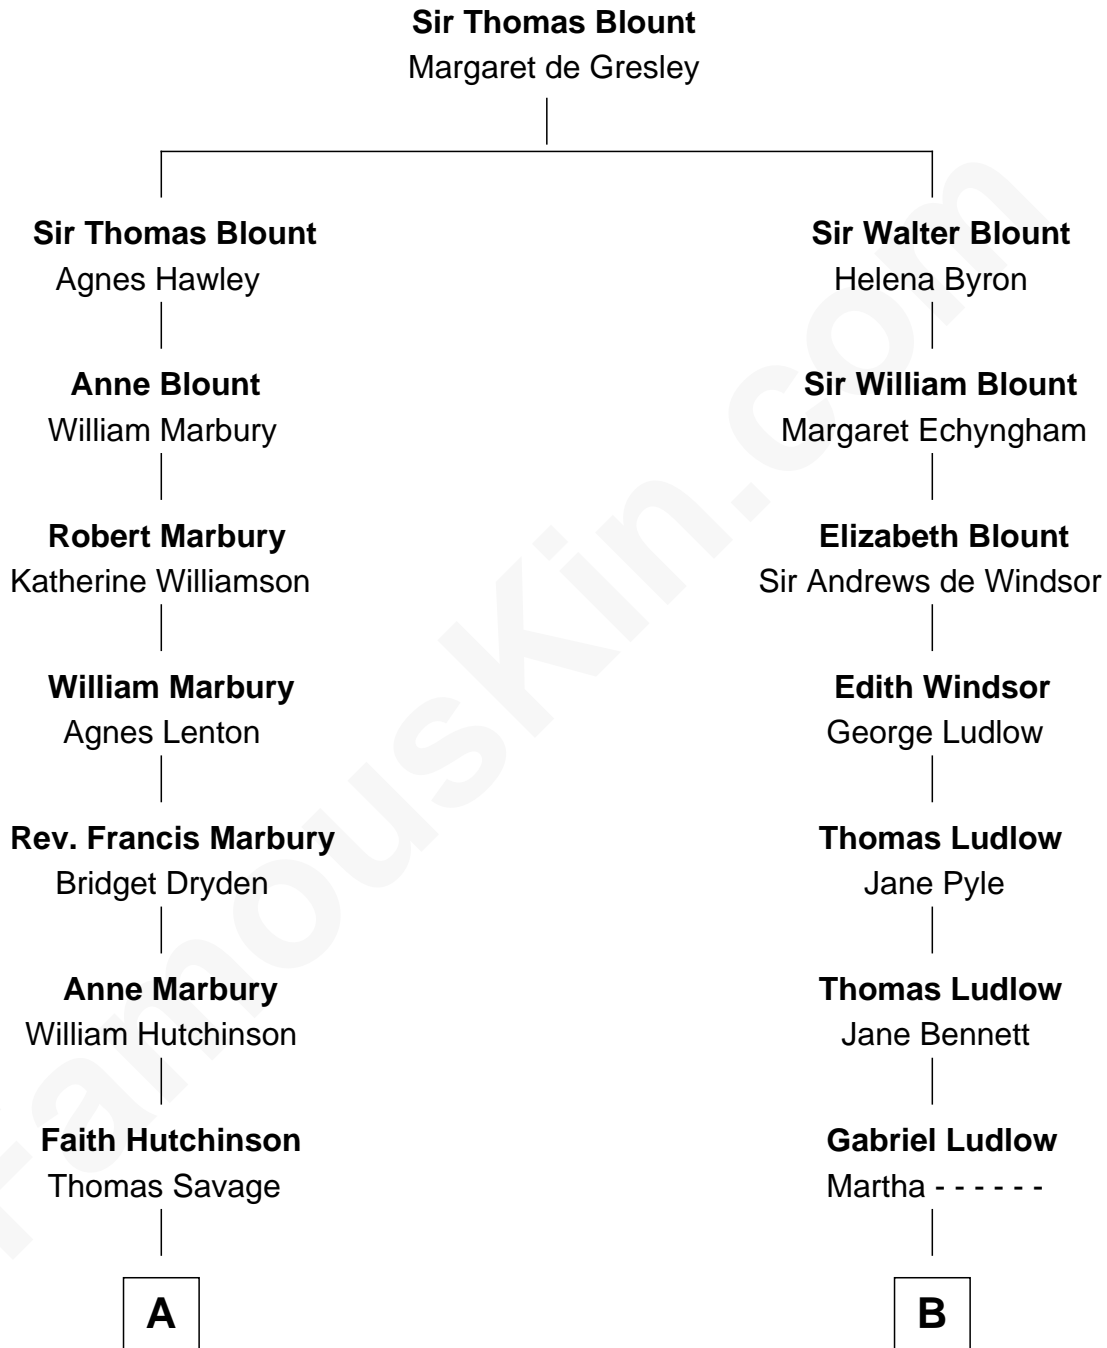 Sir Thomas Blount
Margaret de Gresley
Sir Thomas Blount
Agnes Hawley
Anne Blount
William Marbury
Robert Marbury
Katherine Williamson
William Marbury
Agnes Lenton
Rev. Francis Marbury
Bridget Dryden
Anne Marbury
William Hutchinson
Faith Hutchinson
Thomas Savage
A
Sir Walter Blount
Helena Byron
Sir William Blount
Margaret Echyngham
Elizabeth Blount
Sir Andrews de Windsor
Edith Windsor
George Ludlow
Thomas Ludlow
Jane Pyle
Thomas Ludlow
Jane Bennett
Gabriel Ludlow
Martha - - - - - -
B
FamousKin.com